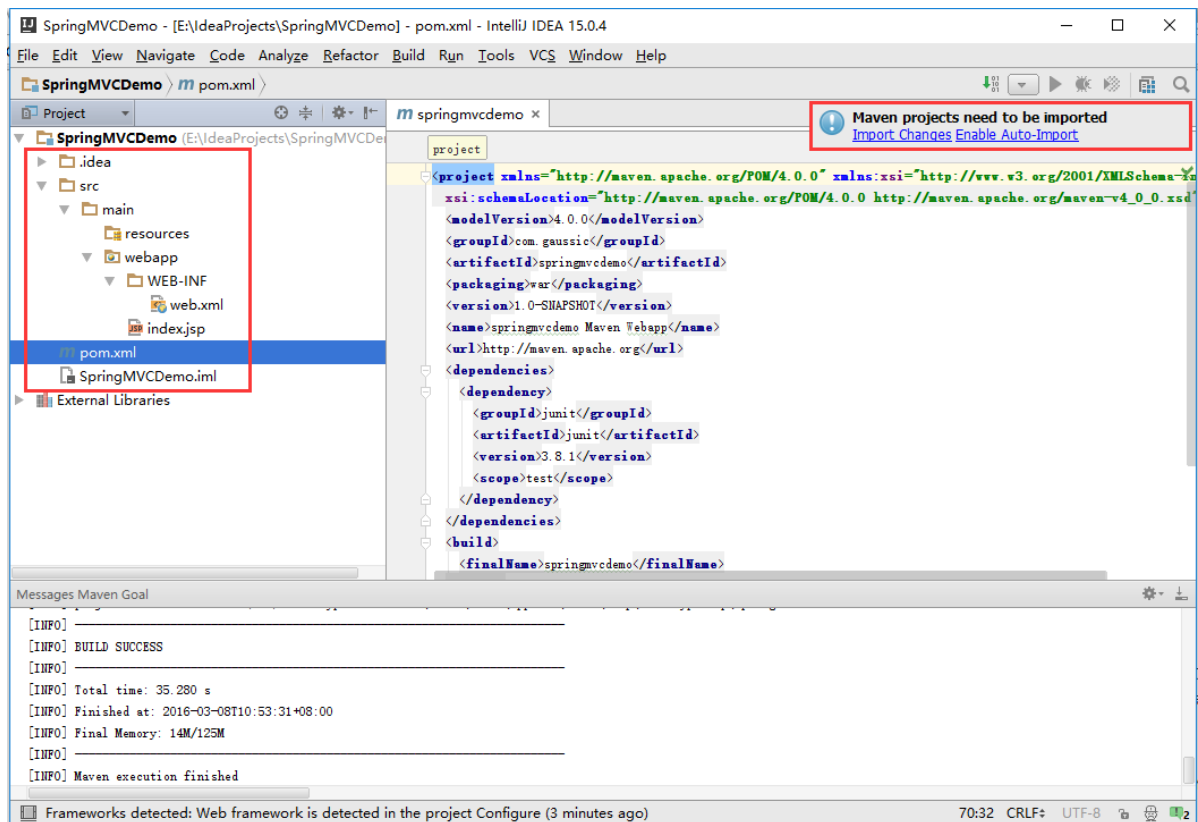 SpringMVCDemo - [E:\IdeaProjects\SpringMVCDemo] - pom.xml - IntelliJ IDEA 15.0.4
File Edit View Navigate Code Analyze Refactor Build Run Tools VCS Window Help
SpringMVCDemo pom.xml
Project
springmvcdemo ×
Maven projects need to be imported
Import Changes Enable Auto-Import
SpringMVCDemo (E:\IdeaProjects\SpringMVCDe
.idea
src
main
resources
webapp
WEB-INF
web.xml
index.jsp
pom.xml
SpringMVCDemo.iml
External Libraries
project
<project xmlns="http://maven.apache.org/POM/4.0.0" xmlns:xsi="http://www.w3.org/2001/XMLSchema-in
xsi:schemaLocation="http://maven.apache.org/POM/4.0.0 http://maven.apache.org/maven-v4_0_0.xsd"
<modelVersion>4.0.0</modelVersion>
<groupId>com.gaussic</groupId>
<artifactId>springmvcdemo</artifactId>
<packaging>war</packaging>
<version>1.0-SNAPSHOT</version>
<name>springmvcdemo Maven Webapp</name>
<url>http://maven.apache.org</url>
<dependencies>
<dependency>
<groupId>junit</groupId>
<artifactId>junit</artifactId>
<version>3.8.1</version>
<scope>test</scope>
</dependency>
</dependencies>
<build>
<finalName>springmvcdemo</finalName>
Messages Maven Goal
[INFO] ------------------------------------------------------------------------
[INFO] BUILD SUCCESS
[INFO] ------------------------------------------------------------------------
[INFO] Total time: 35.280 s
[INFO] Finished at: 2016-03-08T10:53:31+08:00
[INFO] Final Memory: 14M/125M
[INFO] ------------------------------------------------------------------------
[INFO] Maven execution finished
Frameworks detected: Web framework is detected in the project Configure (3 minutes ago) 70:32 CRLF UTF-8 2